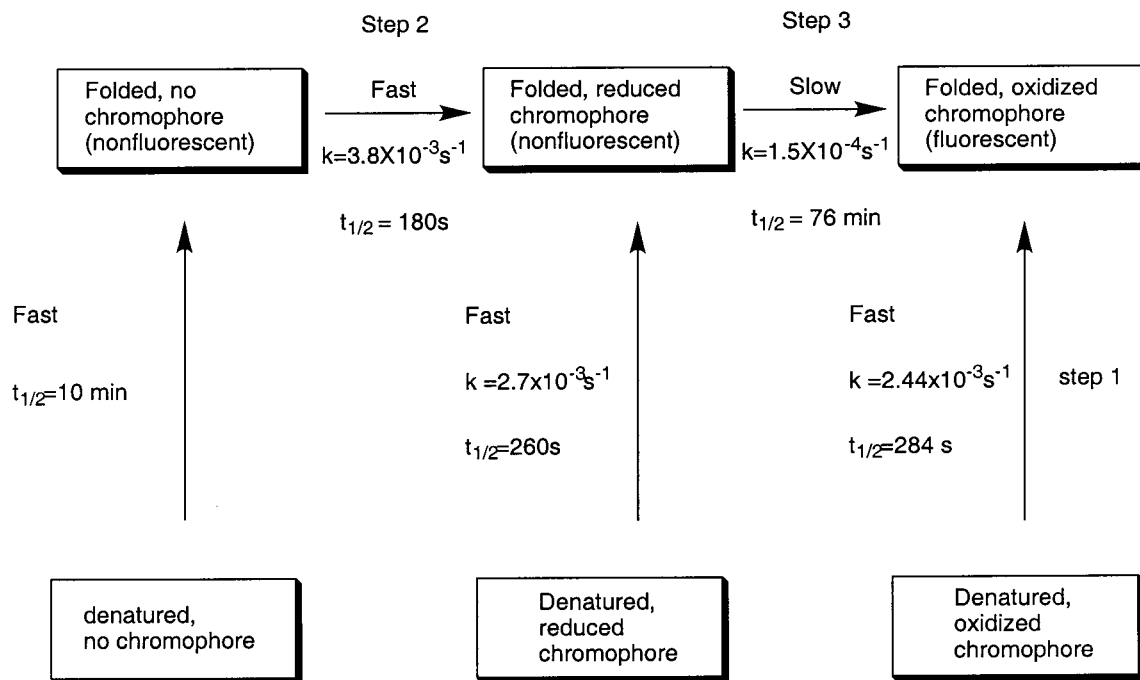 Step 2
Step 3
Folded, no
chromophore
(nonfluorescent)
Fast
k=3.8X10⁻³s⁻¹
t₁/₂ = 180s
Folded, reduced
chromophore
(nonfluorescent)
Slow
k=1.5X10⁻⁴s⁻¹
t₁/₂ = 76 min
Folded, oxidized
chromophore
(fluorescent)
Fast
t₁/₂=10 min
Fast
k =2.7x10⁻³s⁻¹
t₁/₂=260s
Fast
k =2.44x10⁻³s⁻¹
t₁/₂=284 s
step 1
denatured,
no chromophore
Denatured,
reduced
chromophore
Denatured,
oxidized
chromophore